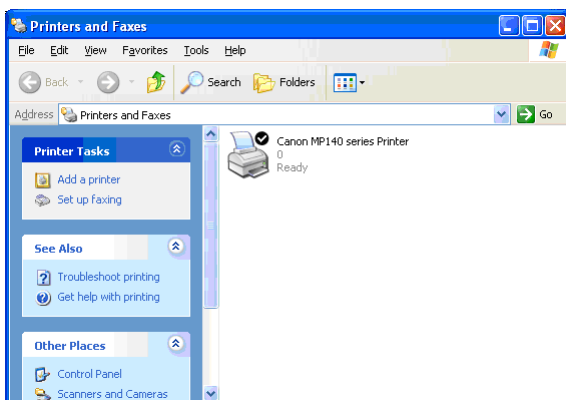 Printers and Faxes
File Edit View Favorites Tools Help
Back Search Folders
Address Printers and Faxes Go
Printer Tasks
Add a printer
Set up faxing
See Also
Troubleshoot printing
Get help with printing
Other Places
Control Panel
Scanners and Cameras
Canon MP140 series Printer
0
Ready